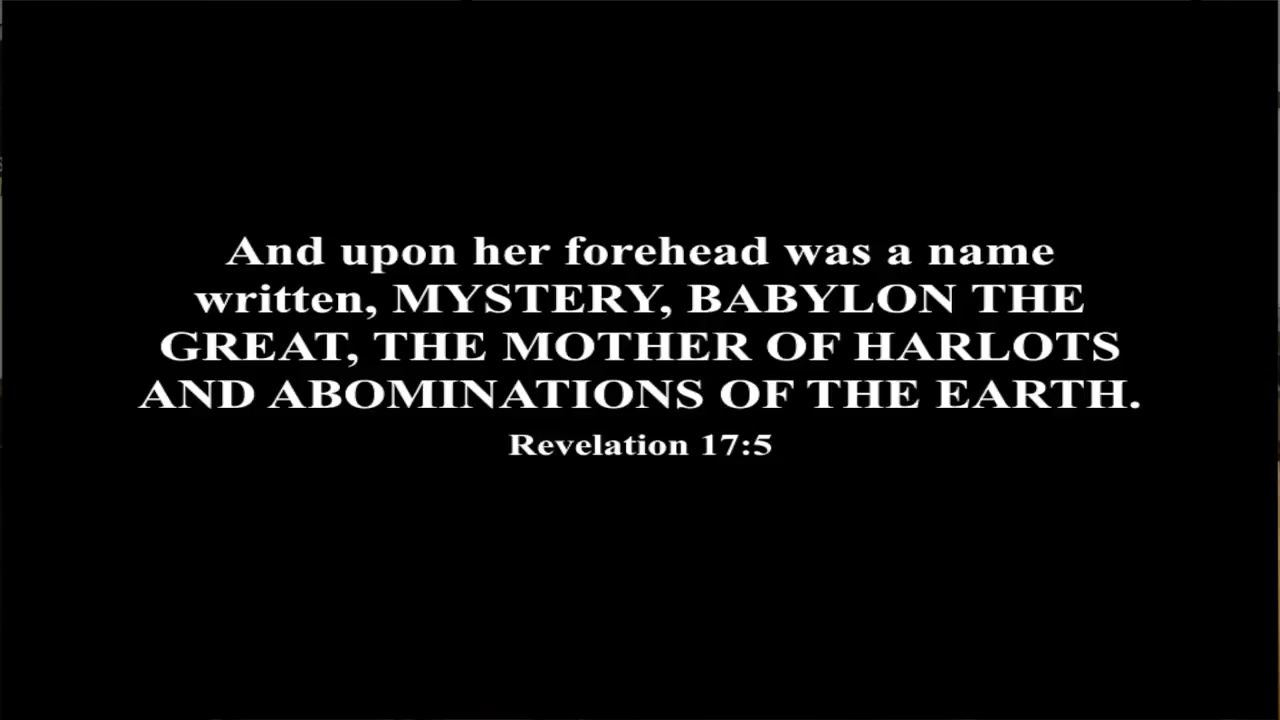 And upon her forehead was a name
written, MYSTERY, BABYLON THE
GREAT, THE MOTHER OF HARLOTS
AND ABOMINATIONS OF THE EARTH.
Revelation 17:5